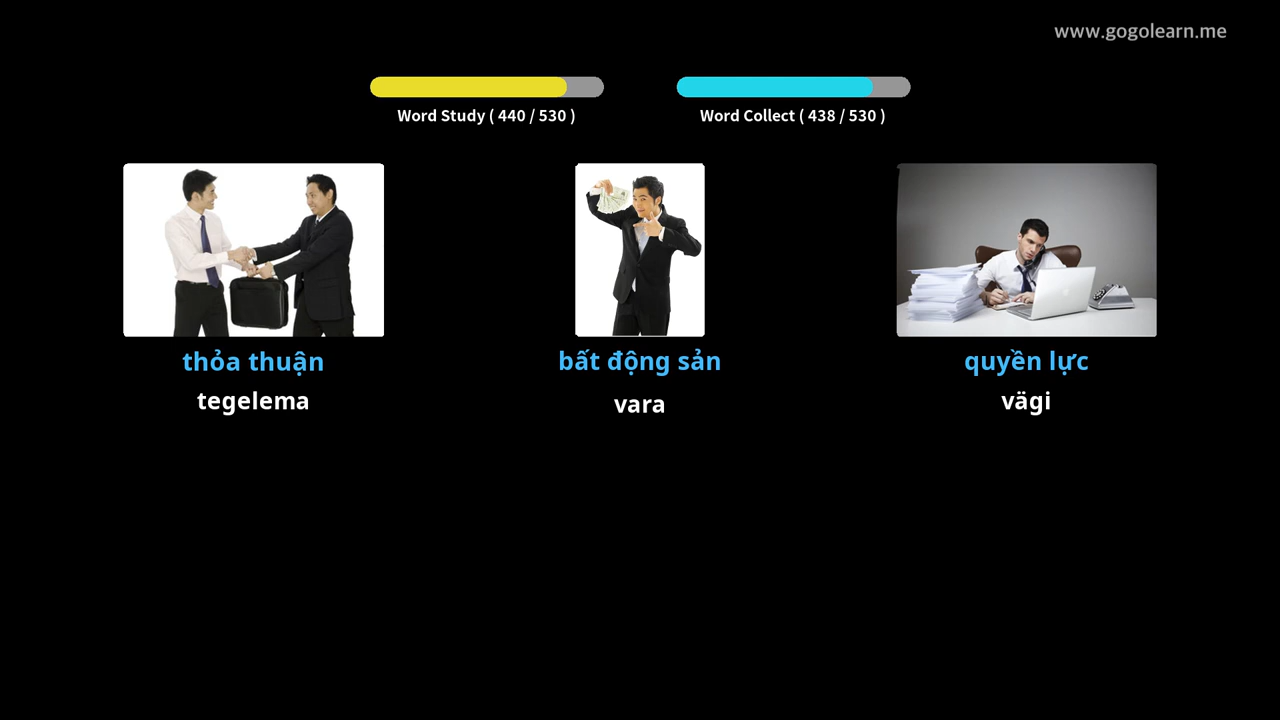 www.gogolearn.me
Word Study ( 440 / 530 )
Word Collect ( 438 / 530 )
thỏa thuận
tegelema
bất động sản
vara
quyền lực
vägi